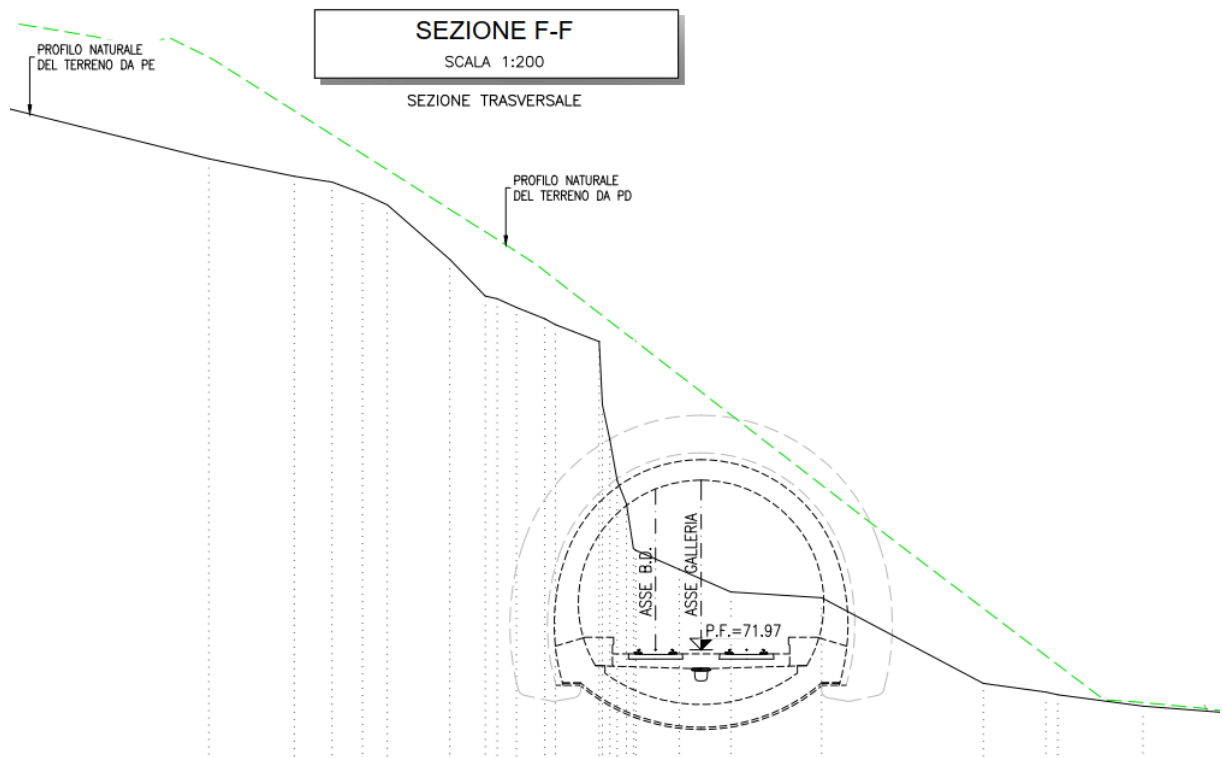 SEZIONE F-F
SCALA 1:200
SEZIONE TRASVERSALE
PROFILO NATURALE
DEL TERRENO DA PE
PROFILO NATURALE
DEL TERRENO DA PD
ASSE B.D.
ASSE GALLERIA
P.F.=71.97